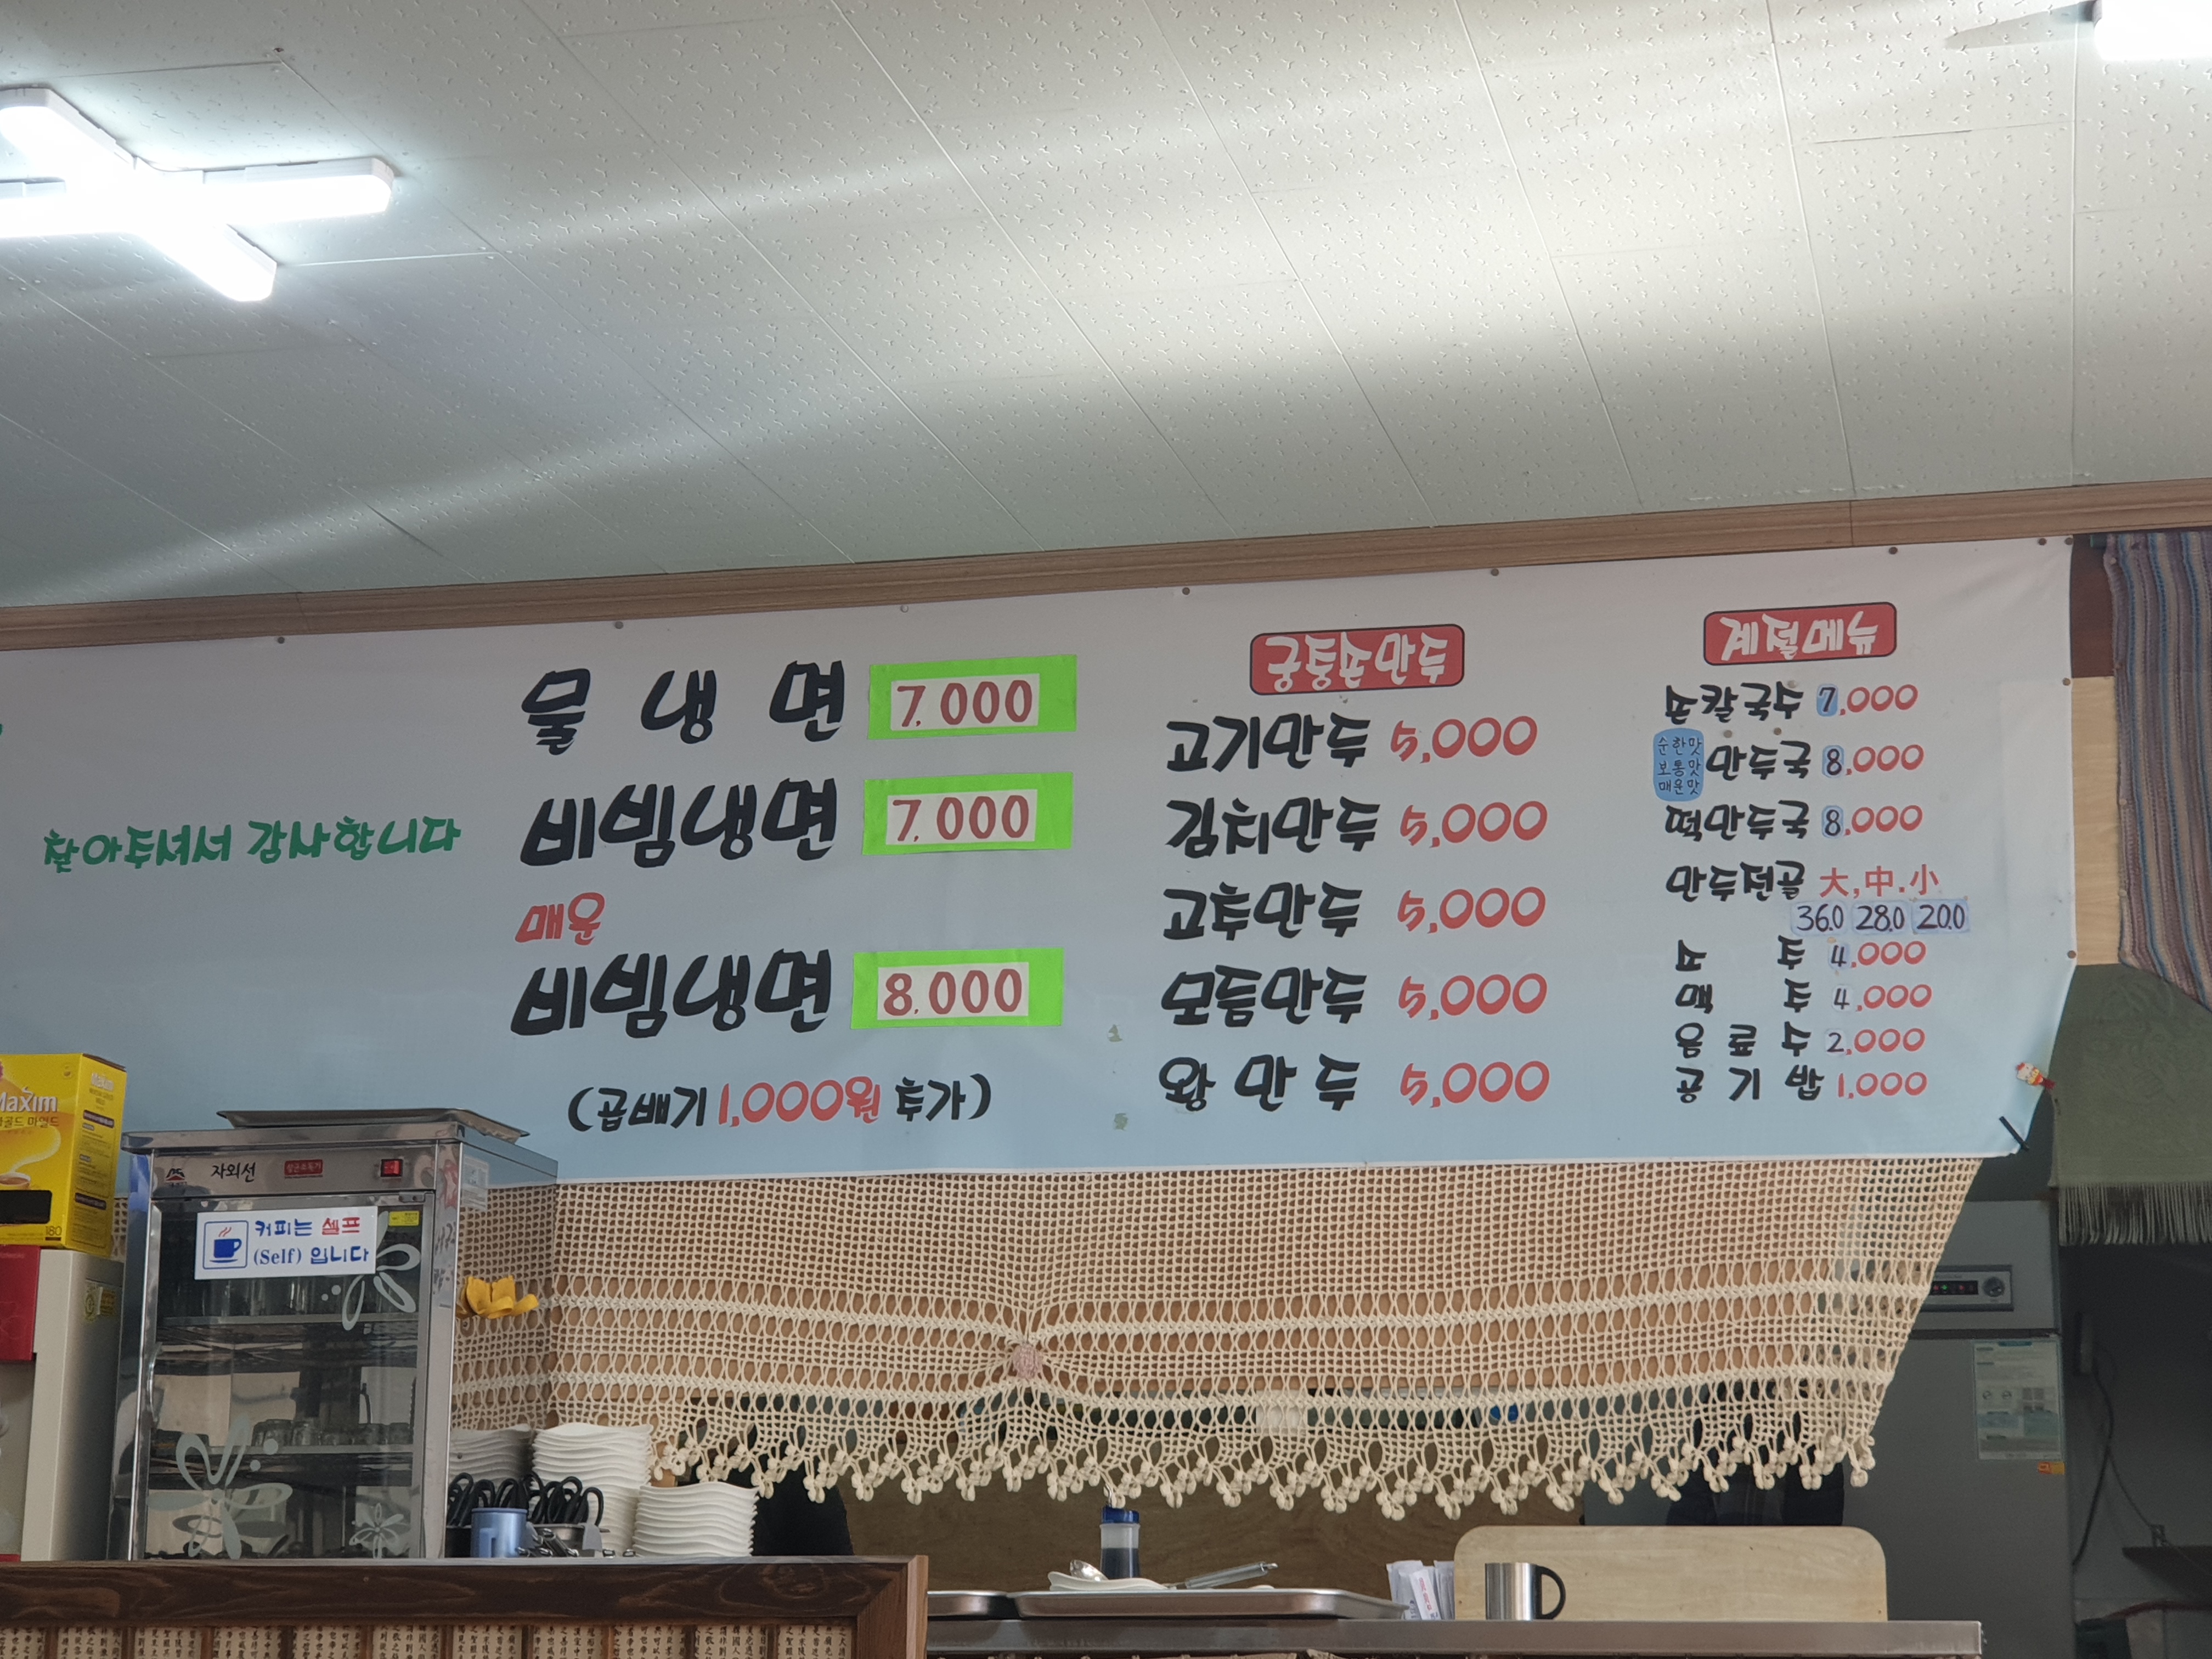 찾아주셔서 감사합니다
물냉면 7,000
비빔냉면 7,000
매운
비빔냉면 8,000
(곱배기 1,000원 추가)
궁통손만두
고기만두 5,000
김치만두 5,000
고추만두 5,000
모듬만두 5,000
왕만두 5,000
계절메뉴
손칼국수 7,000
순한맛
보통맛
매운맛
만두국 8,000
떡만두국 8,000
만두전골 大,中.小
36.0 28.0 20.0
소주 4,000
맥주 4,000
음료수 2,000
공기밥 1,000
Maxim
골드 마일드
180
자외선
커피는 셀프
(Self) 입니다